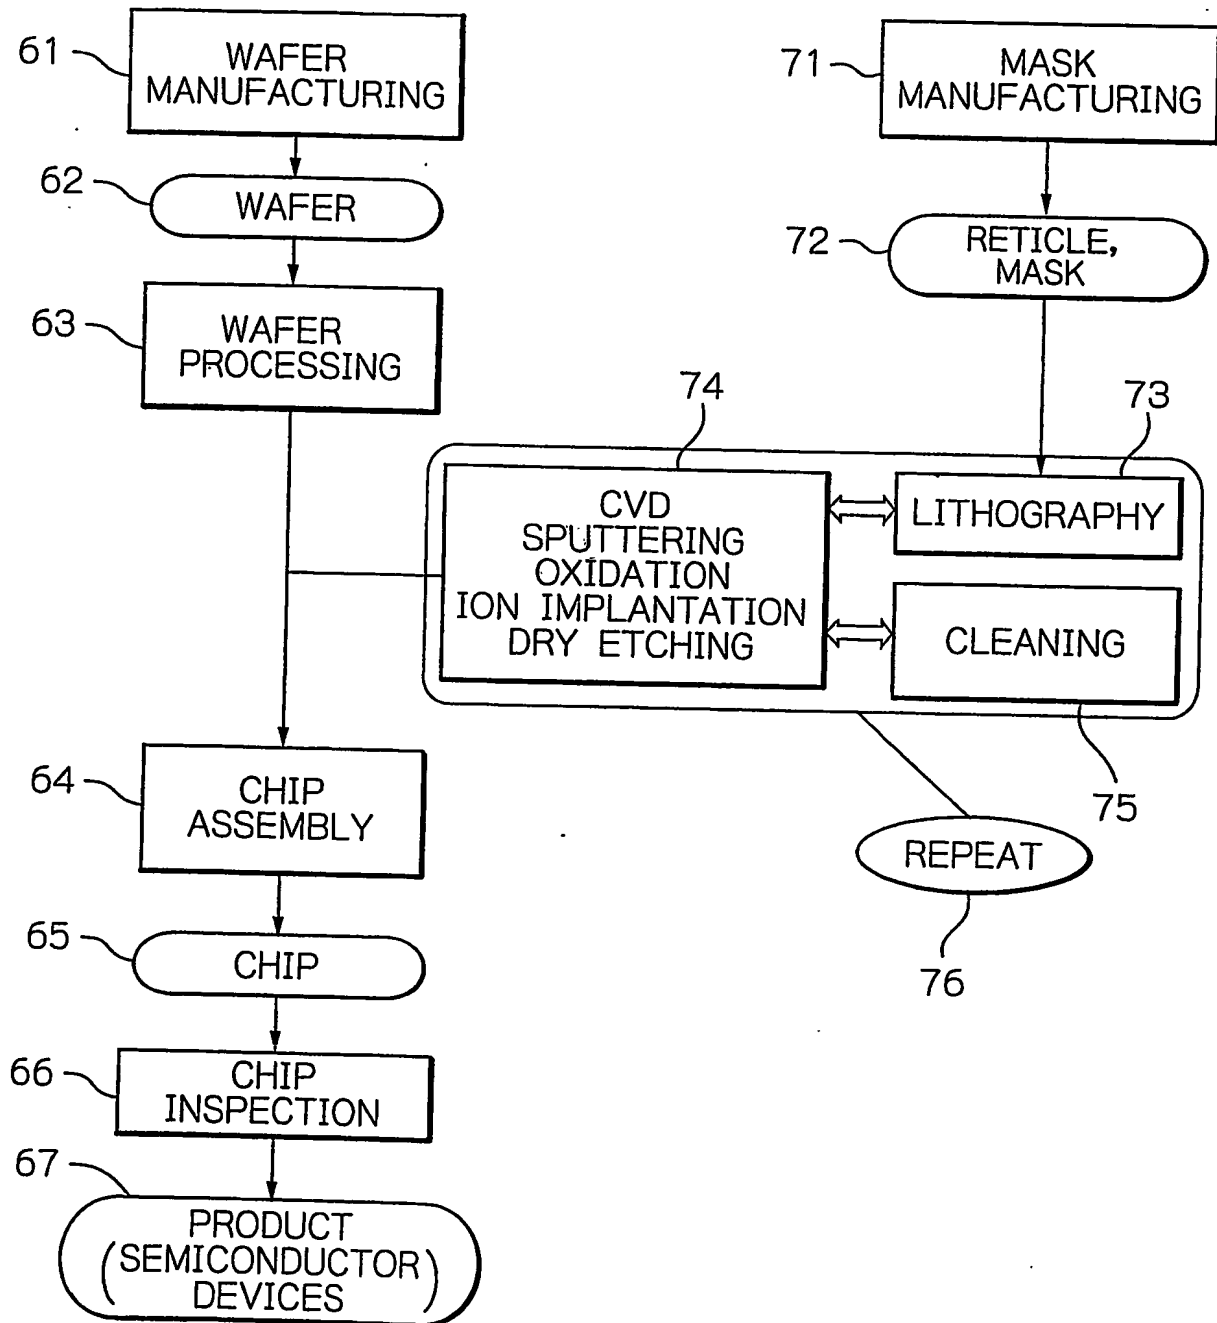 61
WAFER
MANUFACTURING
62
WAFER
63
WAFER
PROCESSING
71
MASK
MANUFACTURING
72
RETICLE,
MASK
73
LITHOGRAPHY
74
CVD
SPUTTERING
OXIDATION
ION IMPLANTATION
DRY ETCHING
CLEANING
75
REPEAT
76
64
CHIP
ASSEMBLY
65
CHIP
66
CHIP
INSPECTION
67
PRODUCT
(SEMICONDUCTOR
DEVICES)